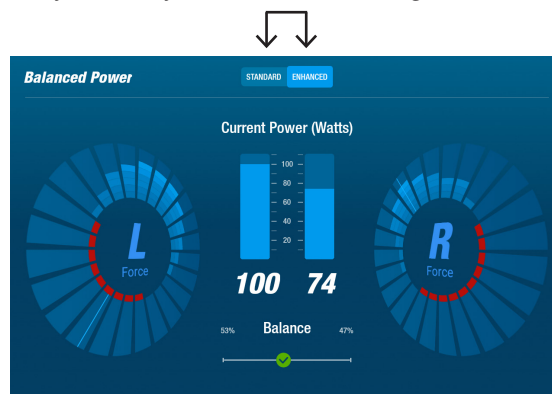 Balanced Power
STANDARD ENHANCED
Current Power (Watts)
100
80
60
40
20
L
Force
R
Force
100 74
53% Balance 47%